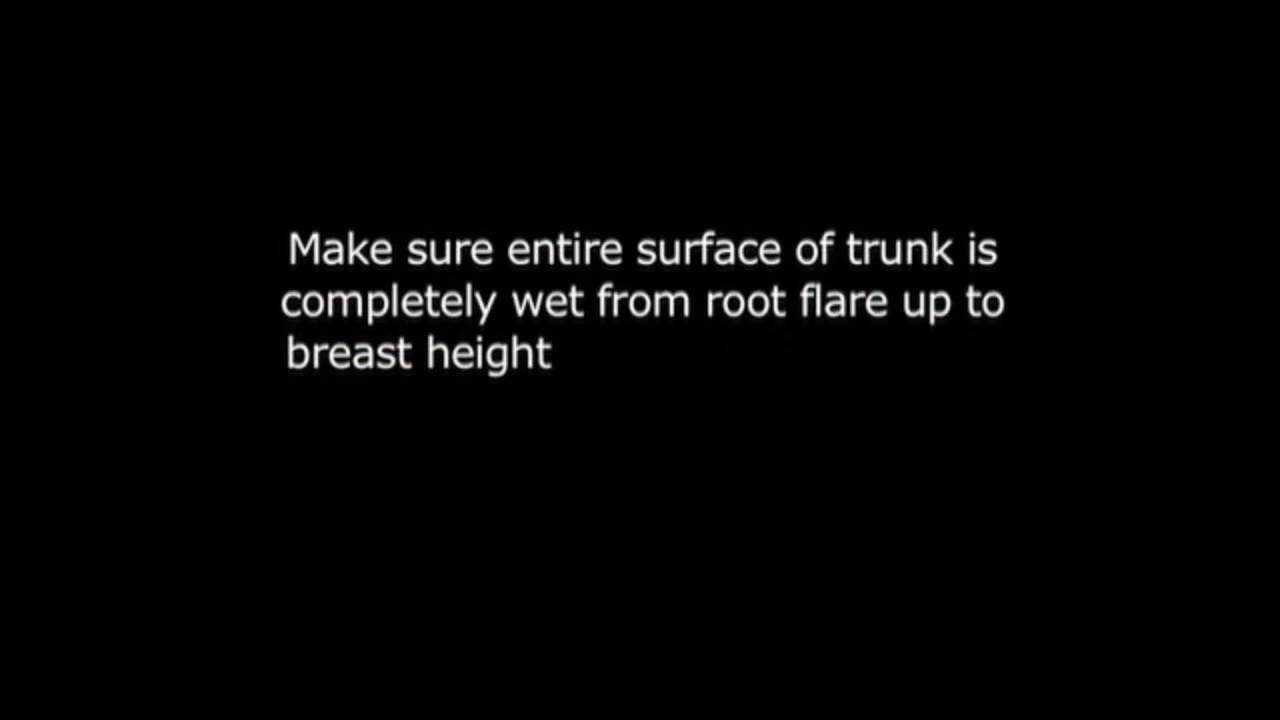 Make sure entire surface of trunk is
completely wet from root flare up to
breast height